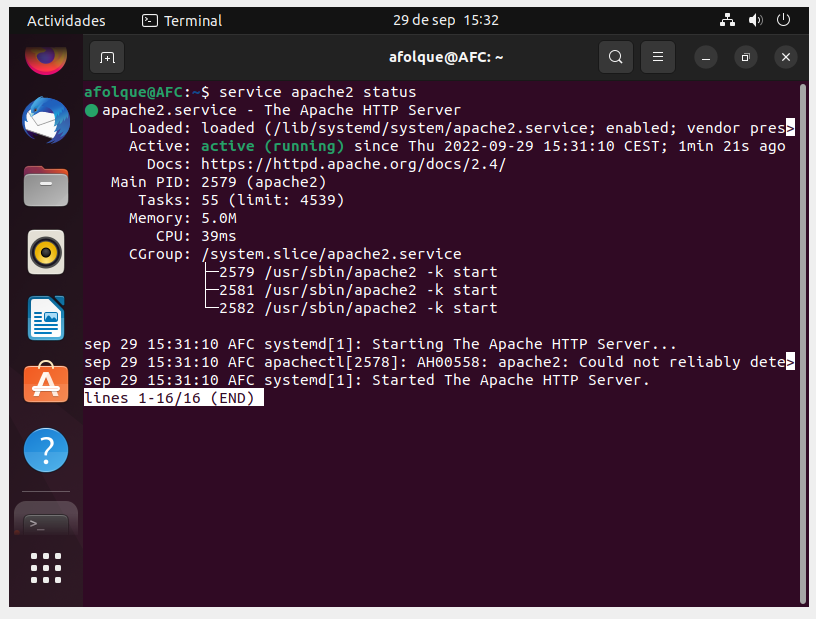 Actividades Terminal 29 de sep 15:32
afolque@AFC: ~
afolque@AFC:~$ service apache2 status
apache2.service - The Apache HTTP Server
Loaded: loaded (/lib/systemd/system/apache2.service; enabled; vendor pres>
Active: active (running) since Thu 2022-09-29 15:31:10 CEST; 1min 21s ago
Docs: https://httpd.apache.org/docs/2.4/
Main PID: 2579 (apache2)
Tasks: 55 (limit: 4539)
Memory: 5.0M
CPU: 39ms
CGroup: /system.slice/apache2.service
├─2579 /usr/sbin/apache2 -k start
├─2581 /usr/sbin/apache2 -k start
└─2582 /usr/sbin/apache2 -k start
sep 29 15:31:10 AFC systemd[1]: Starting The Apache HTTP Server...
sep 29 15:31:10 AFC apachectl[2578]: AH00558: apache2: Could not reliably dete>
sep 29 15:31:10 AFC systemd[1]: Started The Apache HTTP Server.
lines 1-16/16 (END)